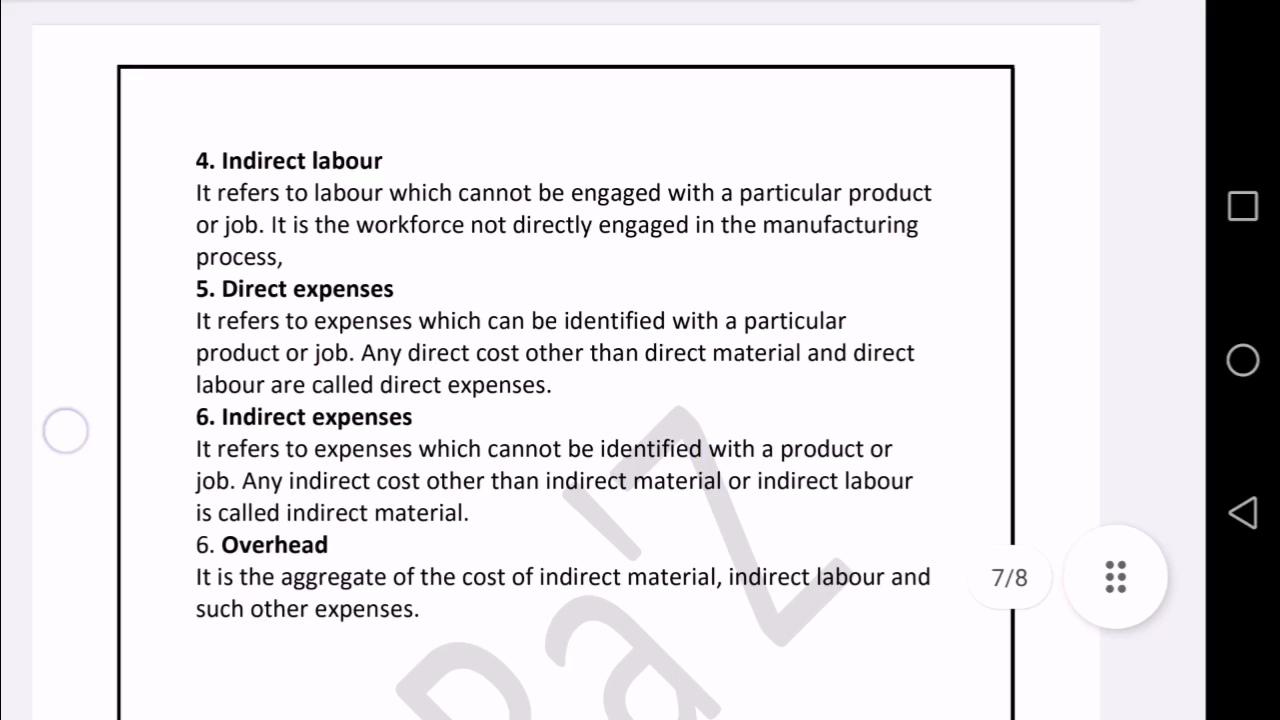 4. Indirect labour
It refers to labour which cannot be engaged with a particular product
or job. It is the workforce not directly engaged in the manufacturing
process,
5. Direct expenses
It refers to expenses which can be identified with a particular
product or job. Any direct cost other than direct material and direct
labour are called direct expenses.
6. Indirect expenses
It refers to expenses which cannot be identified with a product or
job. Any indirect cost other than indirect material or indirect labour
is called indirect material.
6. Overhead
It is the aggregate of the cost of indirect material, indirect labour and
such other expenses.
7/8